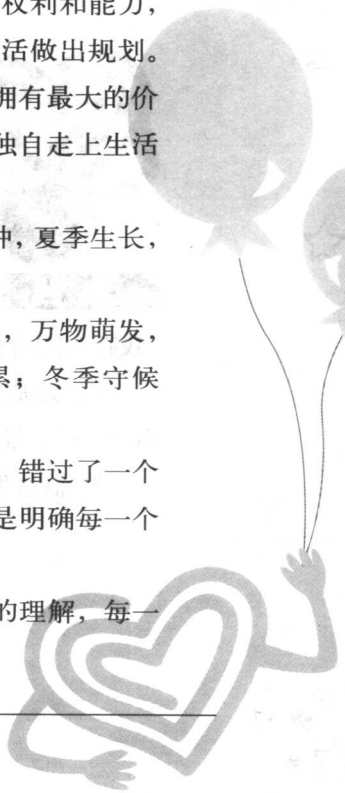 权利和能力，
活做出规划。
拥有最大的价
独自走上生活
种，夏季生长，
，万物萌发，
累；冬季守候
错过了一个
是明确每一个
的理解，每一